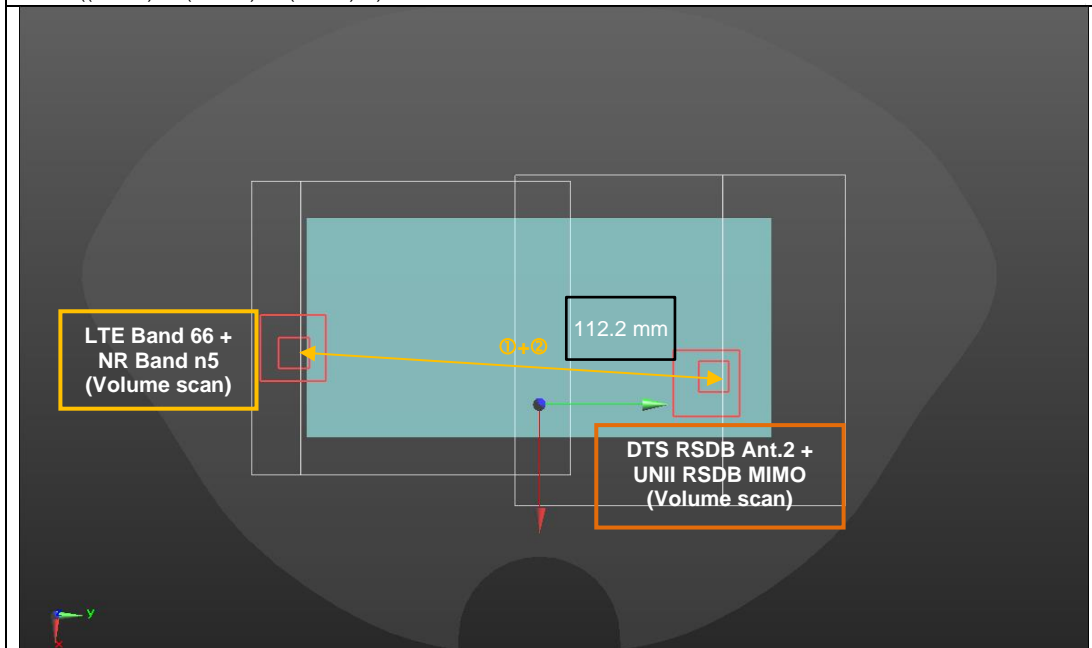 112.2 mm
LTE Band 66 +
NR Band n5
(Volume scan)
①+②
DTS RSDB Ant.2 +
UNII RSDB MIMO
(Volume scan)
y
x